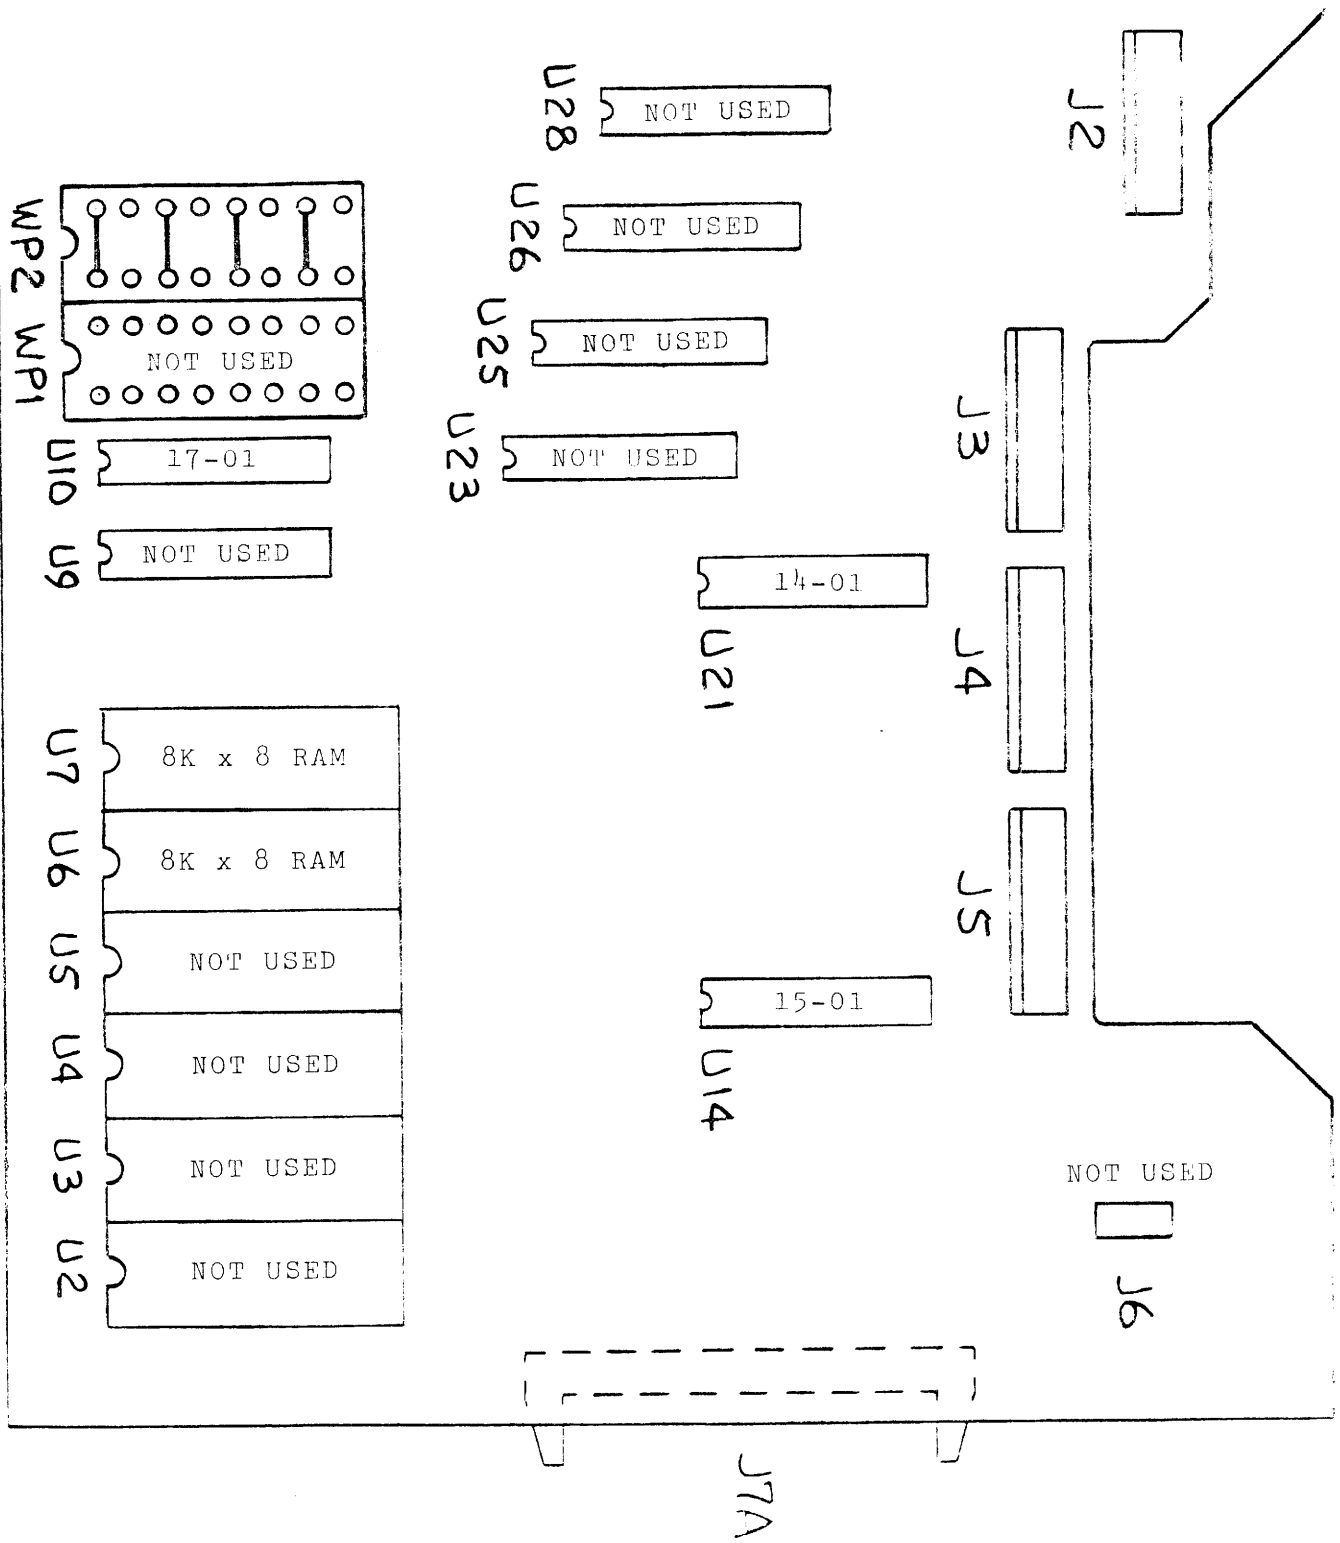 J2
U28
NOT USED
U26
NOT USED
WP2
U25
NOT USED
WP1
NOT USED
J3
U23
NOT USED
U10
17-01
U9
NOT USED
14-01
U21
J4
U7
8K x 8 RAM
U6
8K x 8 RAM
J5
U5
NOT USED
15-01
U14
U4
NOT USED
U3
NOT USED
NOT USED
J6
U2
NOT USED
J7A